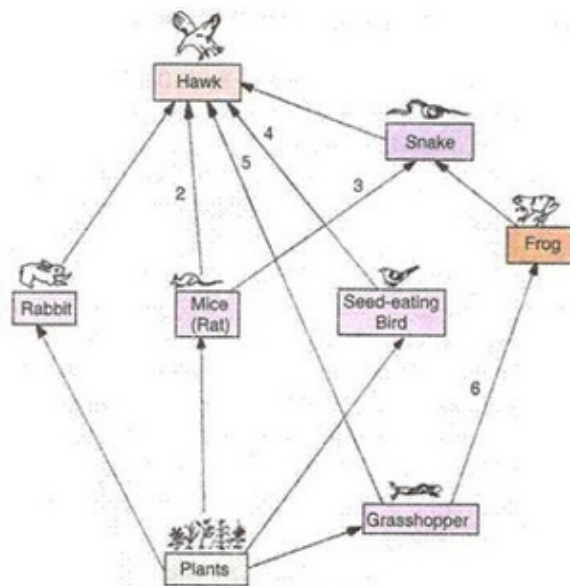 Hawk
4
Snake
5
3
2
Frog
Rabbit
Mice
(Rat)
Seed-eating
Bird
6
Grasshopper
Plants